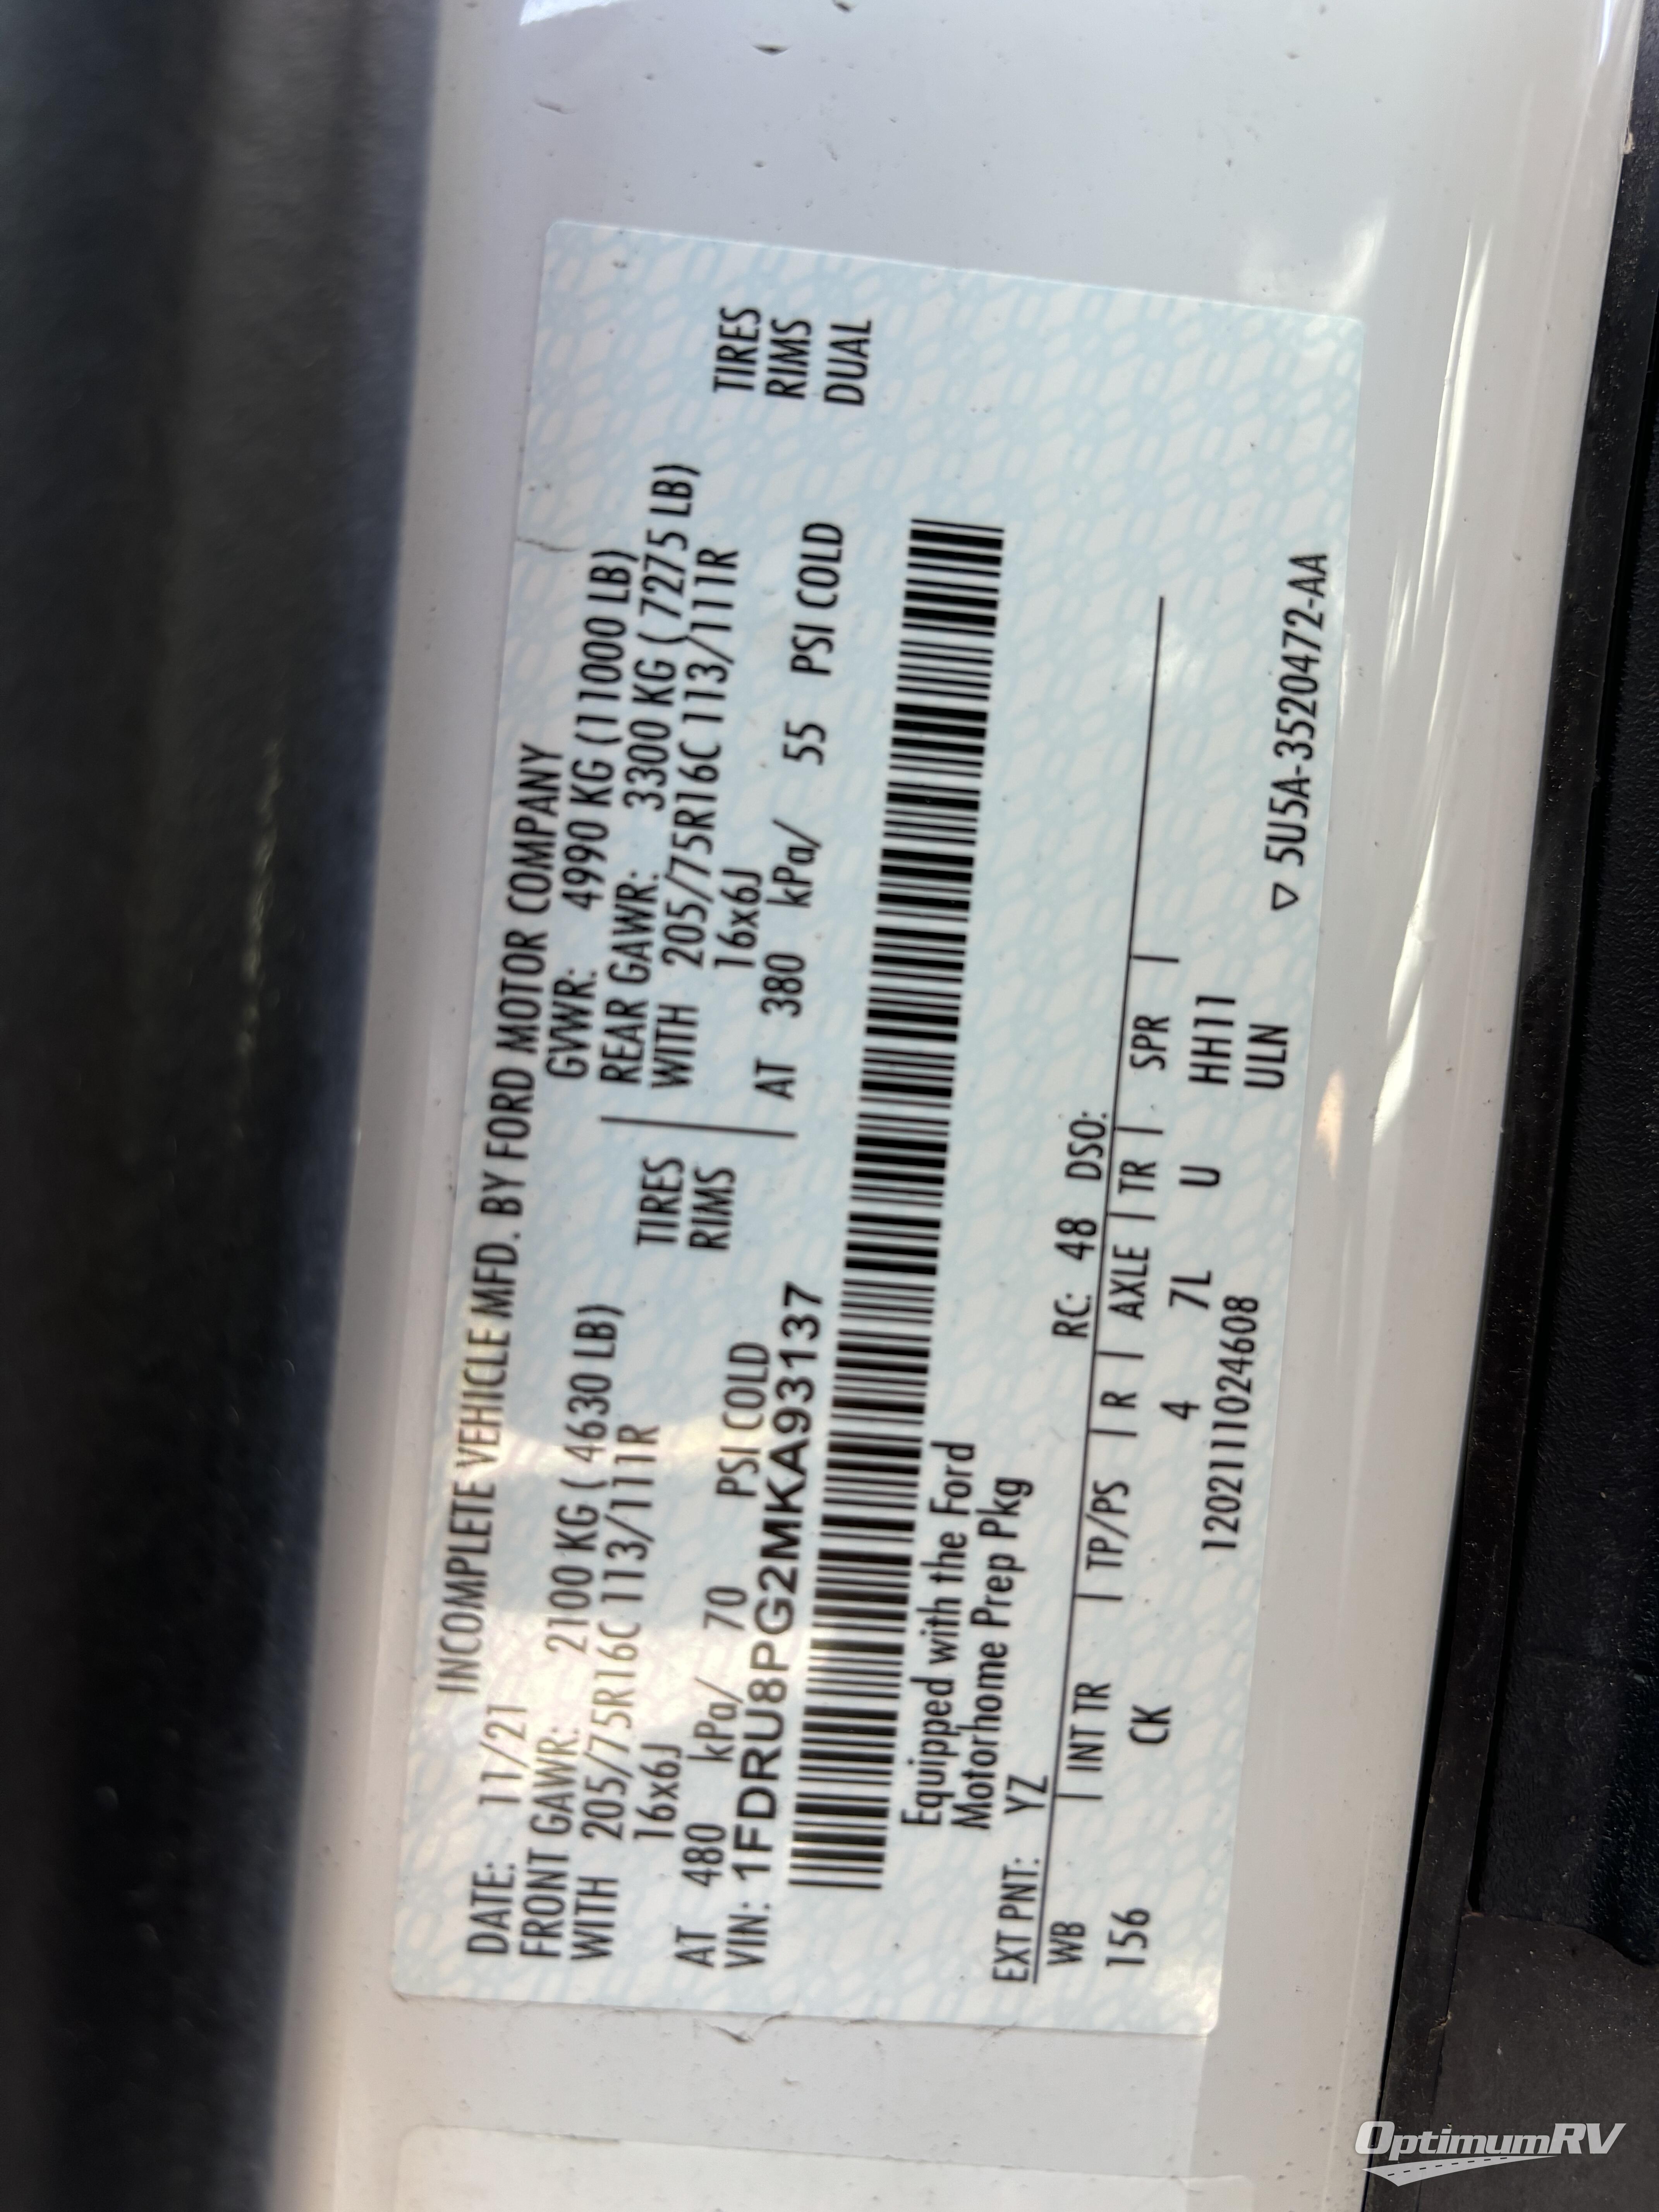 INCOMPLETE VEHICLE MFD. BY FORD MOTOR COMPANY
DATE: 11/21 GVWR: 4990 KG (11000 LB)
FRONT GAWR: 2100 KG ( 4630 LB) REAR GAWR: 3300 KG ( 7275 LB)
WITH 205/75R16C 113/111R TIRES WITH 205/75R16C 113/111R TIRES
16x6J RIMS 16x6J RIMS
AT 480 kPa/ 70 PSI COLD AT 380 kPa/ 55 PSI COLD DUAL
VIN: 1FDRU8PG2MKA93137
Equipped with the Ford
Motorhome Prep Pkg
EXT PNT: YZ RC: 48 DSO:
WB | INT TR | TP/PS | R | AXLE | TR | SPR |
156 CK 4 7L U HH11
1202111024608 ULN
▽ 5U5A-3520472-AA
OptimumRV